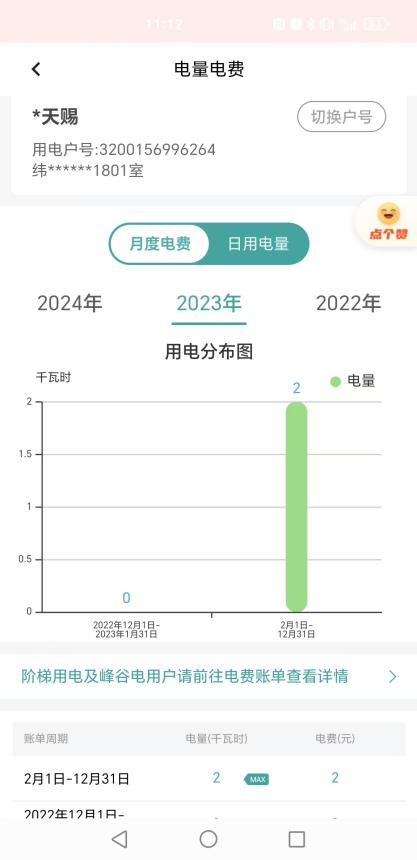 11:12
电量电费
*天赐
切换户号
用电户号:3200156996264
纬******1801室
点个赞
月度电费 日用电量
2024年 2023年 2022年
用电分布图
千瓦时
电量
2
2
1.5
1
0.5
0
0
2022年12月1日-
2023年1月31日
2月1日-
12月31日
阶梯用电及峰谷电用户请前往电费账单查看详情
账单周期 电量(千瓦时) 电费(元)
2月1日-12月31日 2 MAX 2
2022年12月1日-